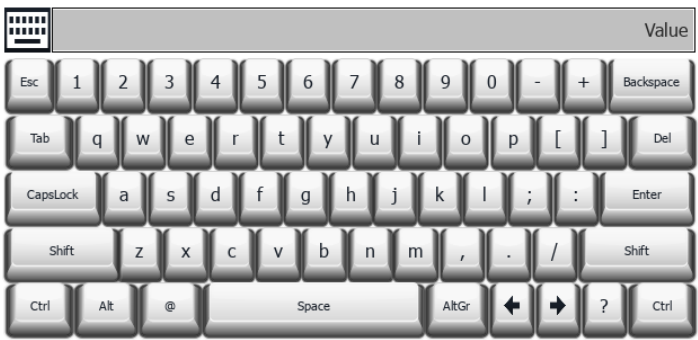 Value
Esc 1 2 3 4 5 6 7 8 9 0 - + Backspace
Tab q w e r t y u i o p [ ] Del
CapsLock a s d f g h j k l ; : Enter
Shift z x c v b n m , . / Shift
Ctrl Alt @ Space AltGr 🡸 🡺 ? Ctrl